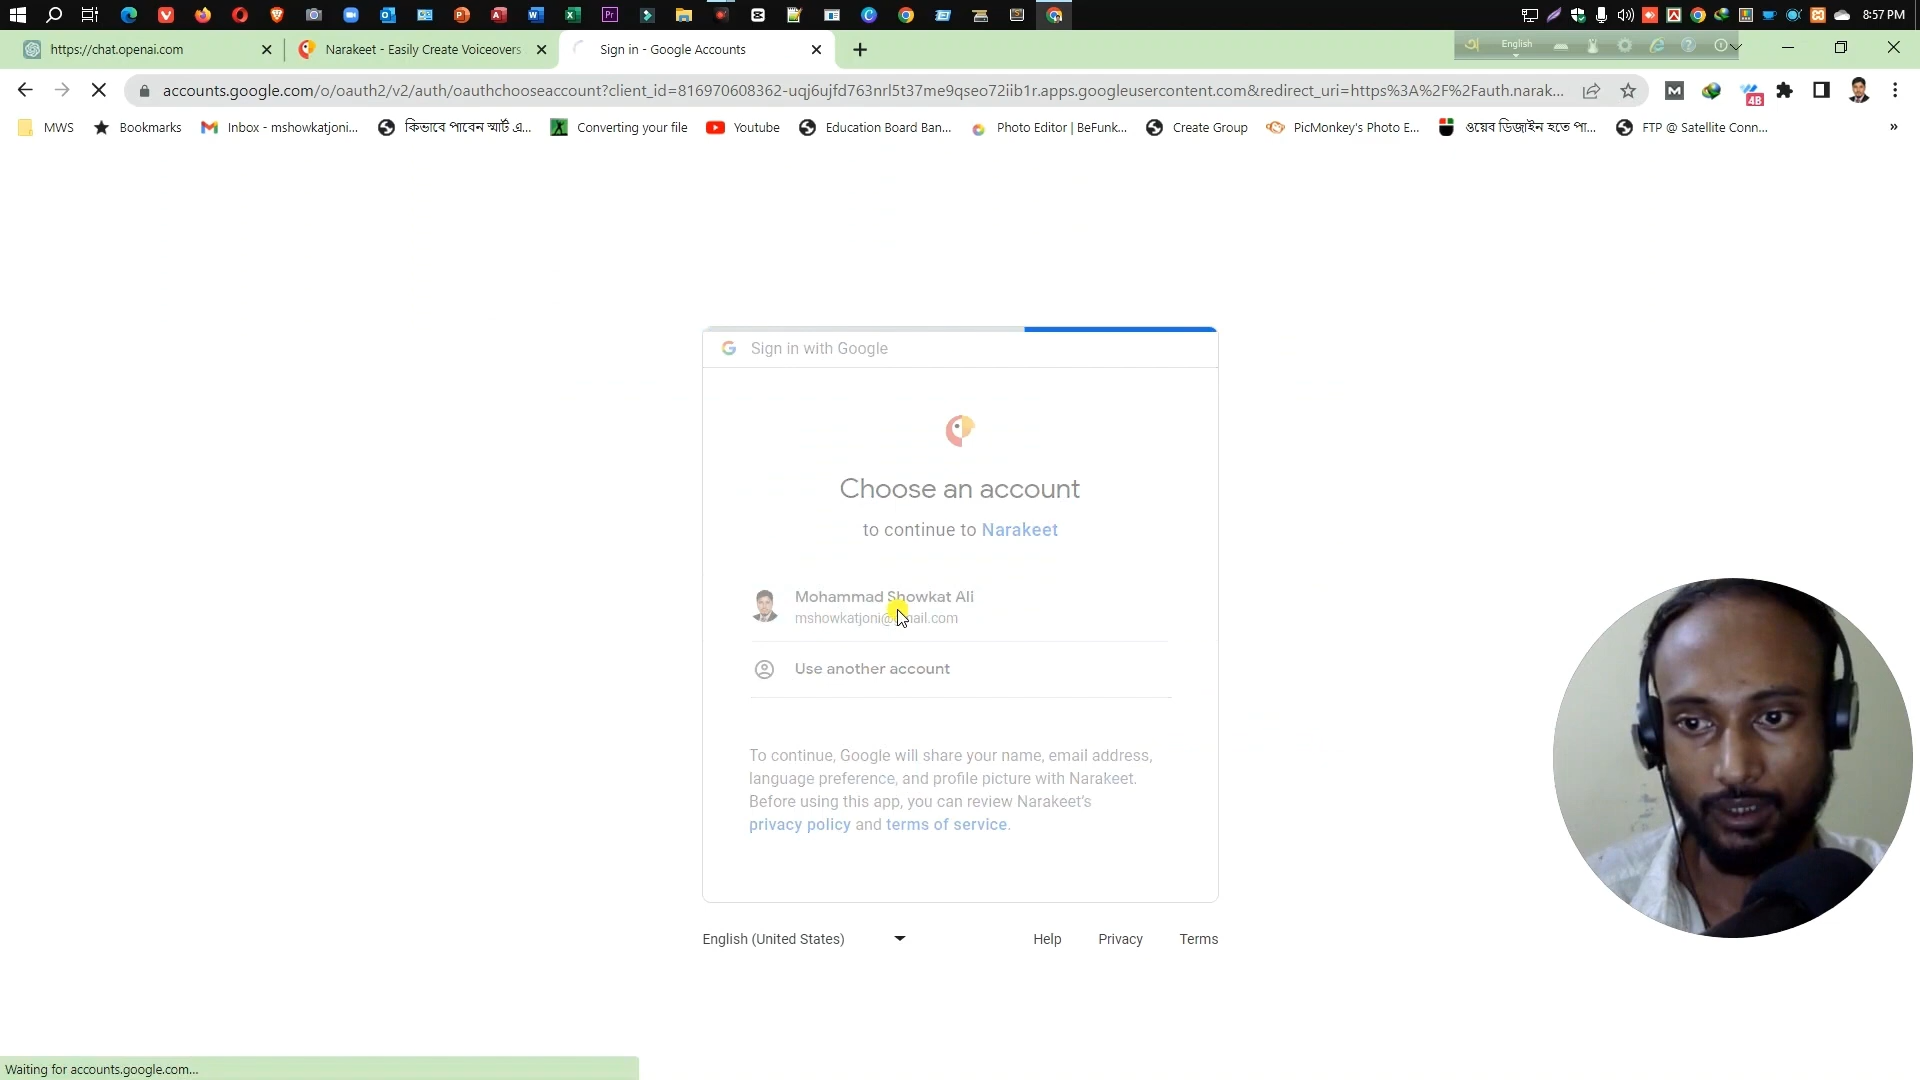 8:57 PM
https://chat.openai.com
Narakeet - Easily Create Voiceovers
Sign in - Google Accounts
English
accounts.google.com/o/oauth2/v2/auth/oauthchooseaccount?client_id=816970608362-uqj6ujfd763nrl5t37me9qseo72iib1r.apps.googleusercontent.com&redirect_uri=https%3A%2F%2Fauth.narak...
48
MWS
Bookmarks
Inbox - mshowkatjoni...
কিভাবে পাবেন স্মার্ট এ...
Converting your file
Youtube
Education Board Ban...
Photo Editor | BeFunk...
Create Group
PicMonkey's Photo E...
ওয়েব ডিজাইন হতে পা...
FTP @ Satellite Conn...
Sign in with Google
Choose an account
to continue to Narakeet
Mohammad Showkat Ali
mshowkatjoni@gmail.com
Use another account
To continue, Google will share your name, email address,
language preference, and profile picture with Narakeet.
Before using this app, you can review Narakeet's
privacy policy and terms of service.
English (United States)
Help
Privacy
Terms
Waiting for accounts.google.com...